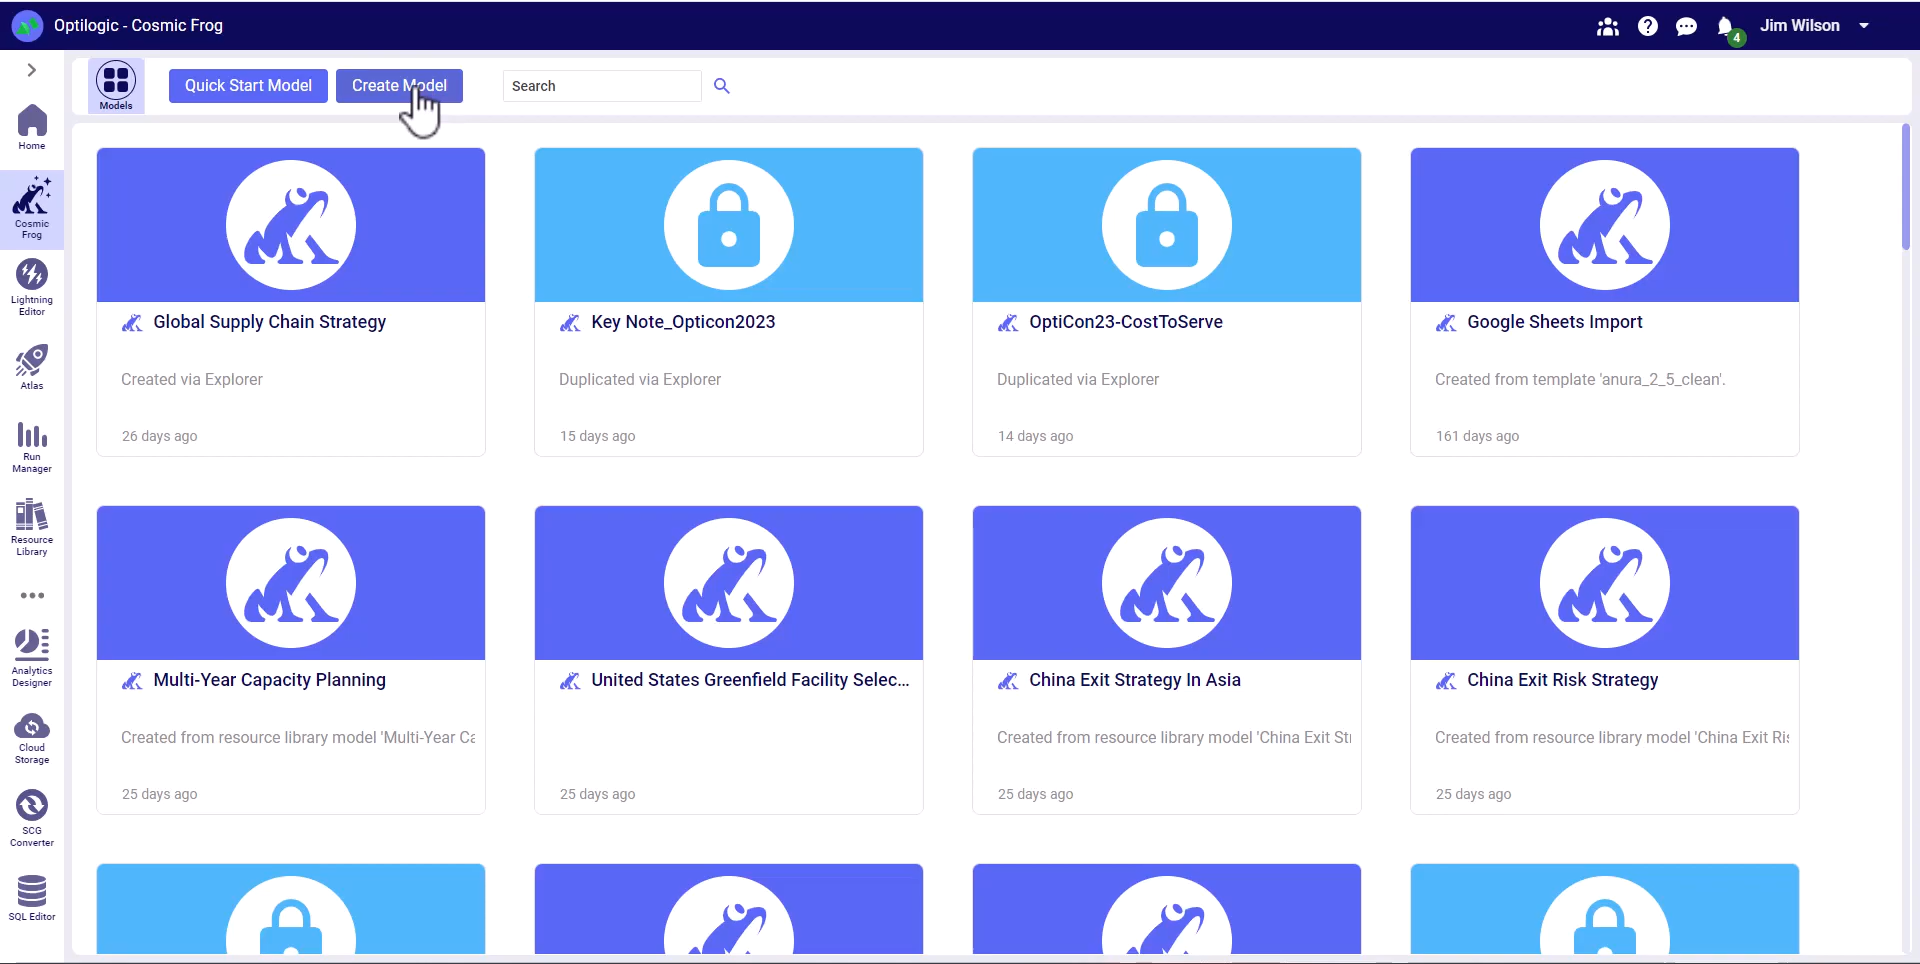 Optilogic - Cosmic Frog
4
Jim Wilson
Models
Quick Start Model
Create Model
Search
Home
Cosmic
Frog
Lightning
Editor
Atlas
Run
Manager
Resource
Library
Analytics
Designer
Cloud
Storage
SCG
Converter
SQL Editor
Global Supply Chain Strategy
Created via Explorer
26 days ago
Key Note_Opticon2023
Duplicated via Explorer
15 days ago
OptiCon23-CostToServe
Duplicated via Explorer
14 days ago
Google Sheets Import
Created from template 'anura_2_5_clean'.
161 days ago
Multi-Year Capacity Planning
Created from resource library model 'Multi-Year Ca
25 days ago
United States Greenfield Facility Selec...
25 days ago
China Exit Strategy In Asia
Created from resource library model 'China Exit Str
25 days ago
China Exit Risk Strategy
Created from resource library model 'China Exit Ris
25 days ago